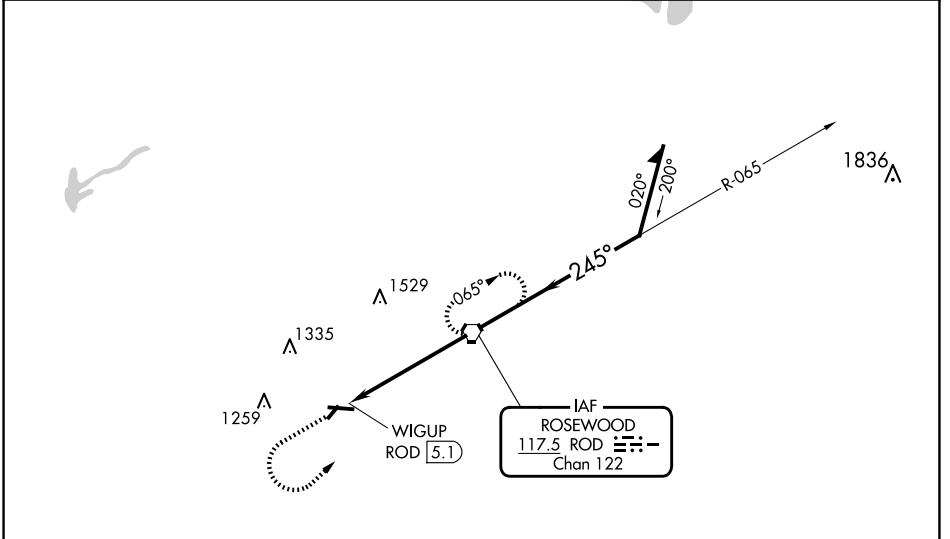 1836
R-065
020°
200°
245°
065°
1529
1335
1259
WIGUP
ROD 5.1
IAF
ROSEWOOD
117.5 ROD
Chan 122